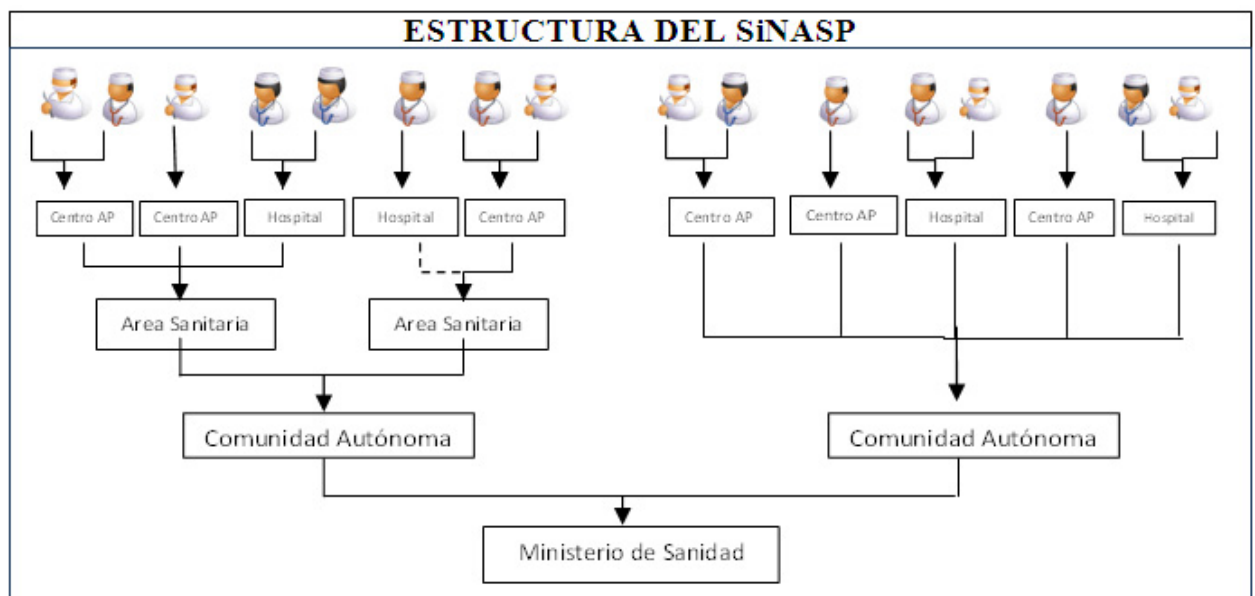 ESTRUCTURA DEL SiNASP
Centro AP Centro AP Hospital Hospital Centro AP Centro AP Centro AP Hospital Centro AP Hospital
Area Sanitaria Area Sanitaria
Comunidad Autónoma Comunidad Autónoma
Ministerio de Sanidad